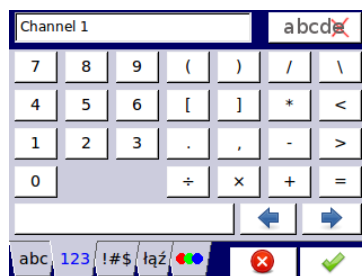 Channel 1 abcde
7 8 9 ( ) / \
4 5 6 [ ] * <
1 2 3 . , - >
0 ÷ × + =
abc 123 !#$ łąź